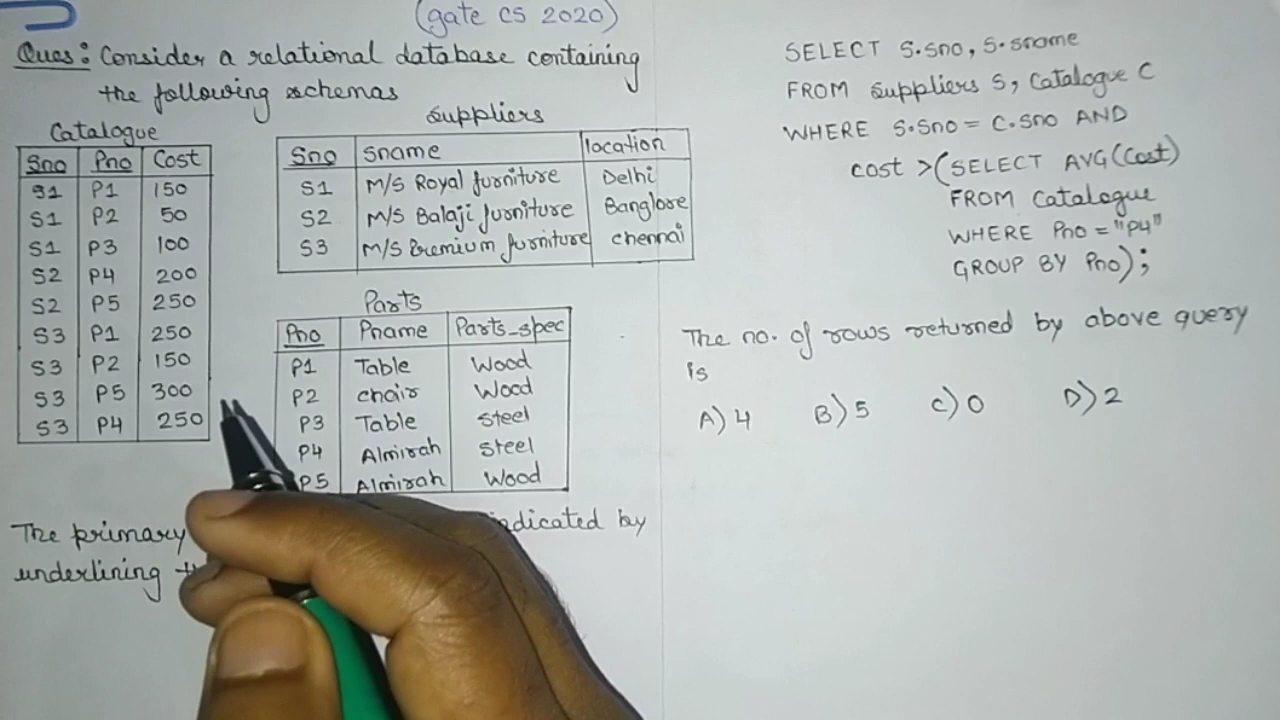 (gate CS 2020)
Ques: Consider a relational database containing
the following schemas
Catalogue
Sno Pno Cost
S1 P1 150
S1 P2 50
S1 P3 100
S2 P4 200
S2 P5 250
S3 P1 250
S3 P2 150
S3 P5 300
S3 P4 250
Suppliers
Sno Sname location
S1 M/S Royal furniture Delhi
S2 M/S Balaji furniture Banglore
S3 M/S Premium furniture chennai
Parts
Pno Pname Parts_spec
P1 Table Wood
P2 chair Wood
P3 Table Steel
P4 Almirah Steel
P5 Almirah Wood
The primary indicated by
underlining
SELECT S.Sno, S.sname
FROM Suppliers S, Catalogue C
WHERE S.Sno = C.Sno AND
cost > (SELECT AVG(Cost)
FROM Catalogue
WHERE Pno = "P4"
GROUP BY Pno);
The no. of rows returned by above query
is
A) 4 B) 5 C) 0 D) 2